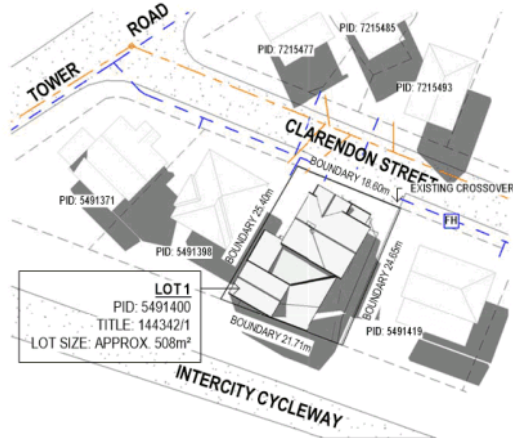 TOWER ROAD
PID: 7215477
PID: 7215485
PID: 7215493
CLARENDON STREET
BOUNDARY 18.60m
EXISTING CROSSOVER
FH
PID: 5491371
PID: 5491398
BOUNDARY 25.40m
BOUNDARY 24.65m
LOT 1
PID: 5491400
TITLE: 144342/1
LOT SIZE: APPROX. 508m²
BOUNDARY 21.71m
PID: 5491419
INTERCITY CYCLEWAY